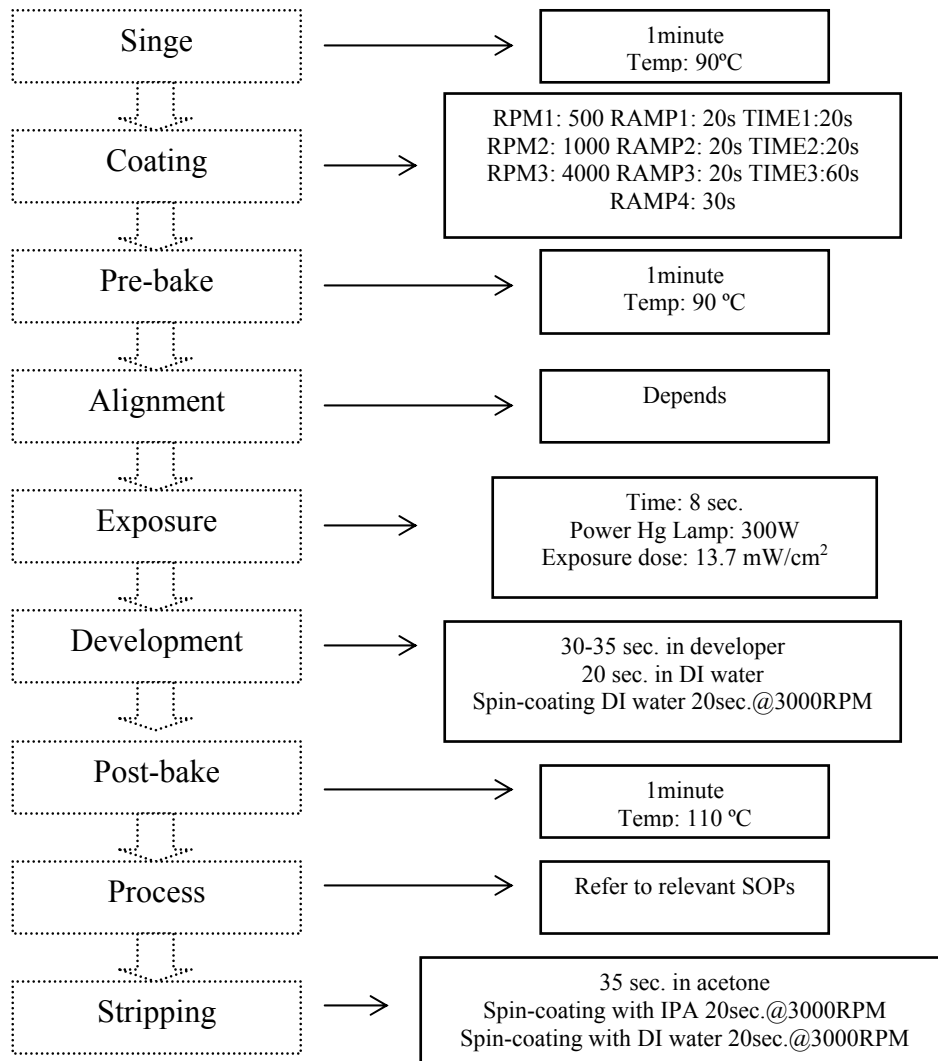 Singe
1minute
Temp: 90ºC
Coating
RPM1: 500 RAMP1: 20s TIME1:20s
RPM2: 1000 RAMP2: 20s TIME2:20s
RPM3: 4000 RAMP3: 20s TIME3:60s
RAMP4: 30s
Pre-bake
1minute
Temp: 90 ºC
Alignment
Depends
Exposure
Time: 8 sec.
Power Hg Lamp: 300W
Exposure dose: 13.7 mW/cm²
Development
30-35 sec. in developer
20 sec. in DI water
Spin-coating DI water 20sec.@3000RPM
Post-bake
1minute
Temp: 110 ºC
Process
Refer to relevant SOPs
Stripping
35 sec. in acetone
Spin-coating with IPA 20sec.@3000RPM
Spin-coating with DI water 20sec.@3000RPM